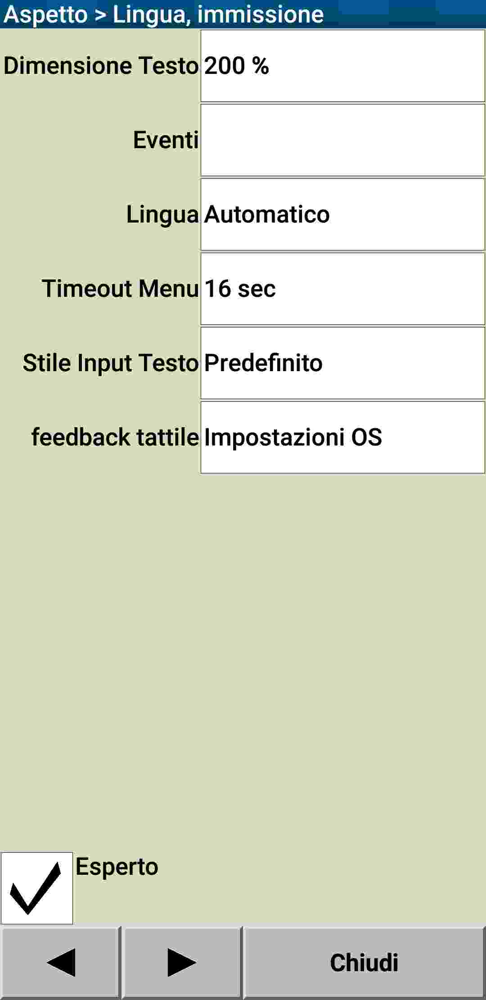 Aspetto > Lingua, immissione
Dimensione Testo 200 %
Eventi
Lingua Automatico
Timeout Menu 16 sec
Stile Input Testo Predefinito
feedback tattile Impostazioni OS
Esperto
Chiudi